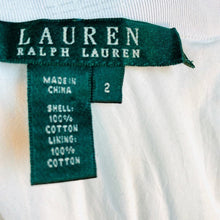 LAUREN
RALPH LAUREN
MADE IN
CHINA
2
SHELL:
100%
COTTON
LINING:
100%
COTTON